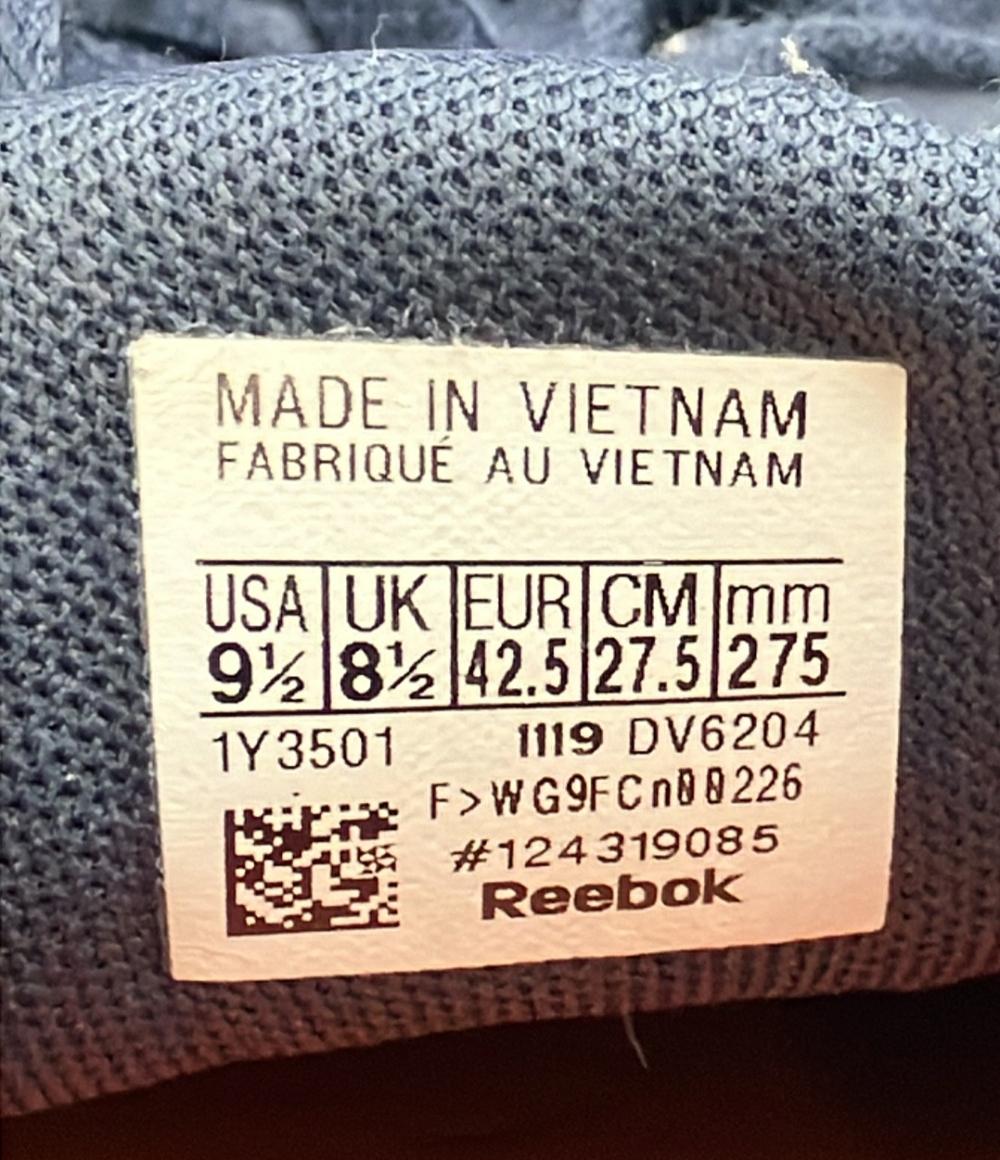 MADE IN VIETNAM
FABRIQUÉ AU VIETNAM
USA UK EUR CM mm
9½ 8½ 42.5 27.5 275
1Y3501 1119 DV6204
F>WG9FCn00226
#124319085
Reebok